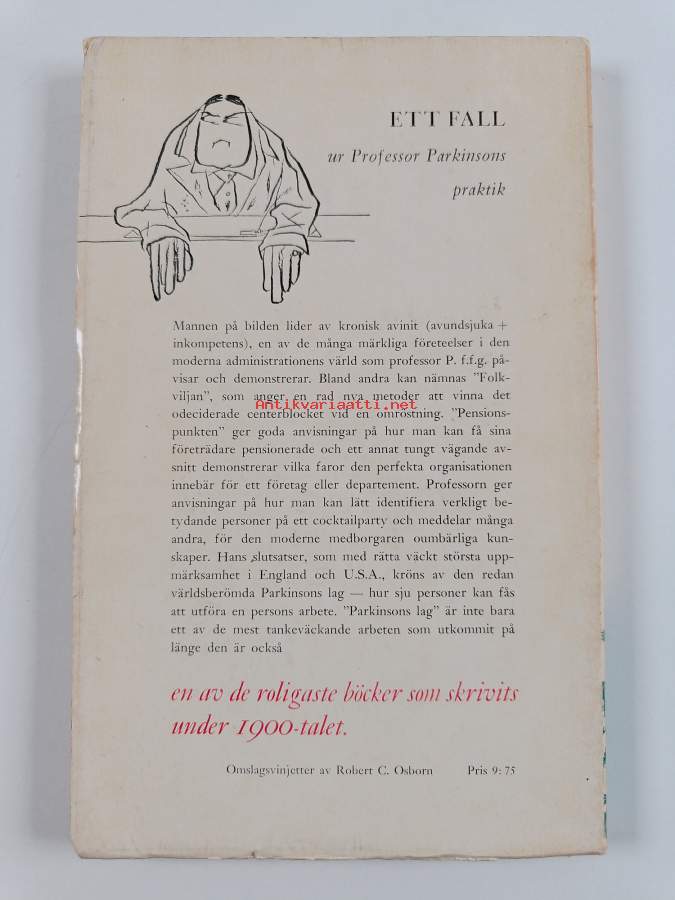 ETT FALL
ur Professor Parkinsons
praktik
Mannen på bilden lider av kronisk avinit (avundsjuka +
inkompetens), en av de många märkliga företeelser i den
moderna administrationens värld som professor P. f.f.g. på-
visar och demonstrerar. Bland andra kan nämnas "Folk-
viljan", som anger en rad nya metoder att vinna det
Antikvariaatti.net
odeciderade centerblocket vid en omröstning. "Pensions-
punkten" ger goda anvisningar på hur man kan få sina
företrädare pensionerade och ett annat tungt vägande av-
snitt demonstrerar vilka faror den perfekta organisationen
innebär för ett företag eller departement. Professorn ger
anvisningar på hur man kan lätt identifiera verkligt be-
tydande personer på ett cocktailparty och meddelar många
andra, för den moderne medborgaren oumbärliga kun-
skaper. Hans slutsatser, som med rätta väckt största upp-
märksamhet i England och U.S.A., kröns av den redan
världsberömda Parkinsons lag — hur sju personer kan fås
att utföra en persons arbete. "Parkinsons lag" är inte bara
ett av de mest tankeväckande arbeten som utkommit på
länge den är också
en av de roligaste böcker som skrivits
under 1900-talet.
Omslagsvinjetter av Robert C. Osborn Pris 9:75